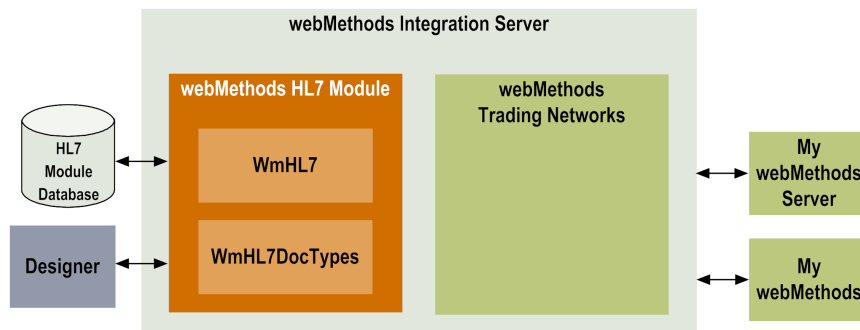 webMethods Integration Server
webMethods HL7 Module
webMethods
Trading Networks
HL7
Module
Database
WmHL7
WmHL7DocTypes
Designer
My
webMethods
Server
My
webMethods